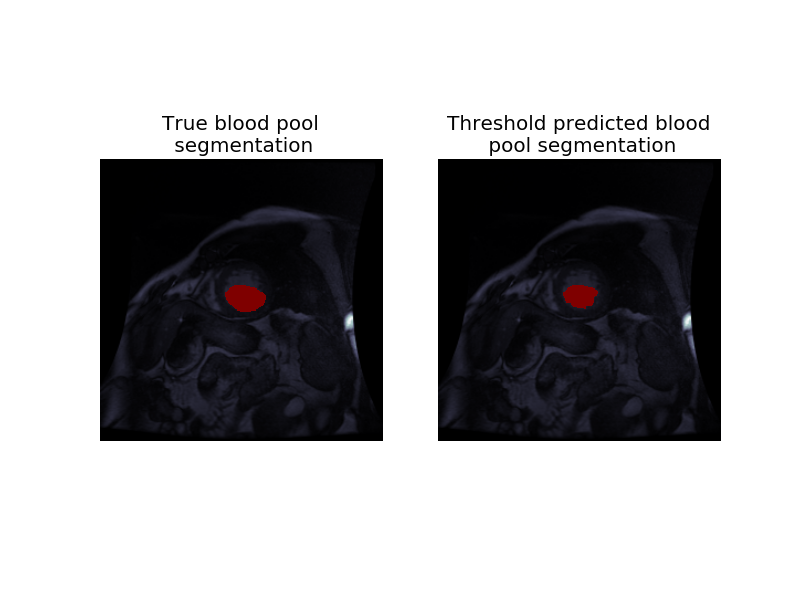 True blood pool
segmentation
Threshold predicted blood
pool segmentation